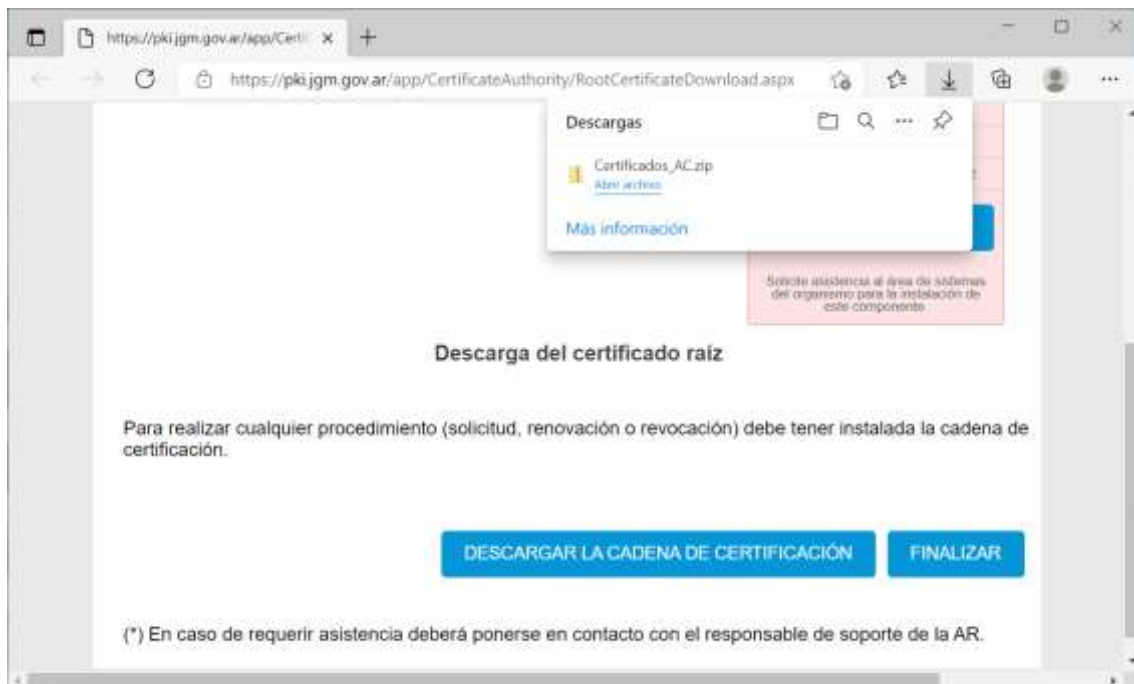 https://pki.jgm.gov.ar/app/Certi
https://pki.jgm.gov.ar/app/CertificateAuthority/RootCertificateDownload.aspx
Descargas
Certificados_AC.zip
Abrir archivo
Más información
Solicite asistencia al área de sistemas
del organismo para la instalación de
este componente
Descarga del certificado raíz
Para realizar cualquier procedimiento (solicitud, renovación o revocación) debe tener instalada la cadena de
certificación.
DESCARGAR LA CADENA DE CERTIFICACIÓN
FINALIZAR
(*) En caso de requerir asistencia deberá ponerse en contacto con el responsable de soporte de la AR.